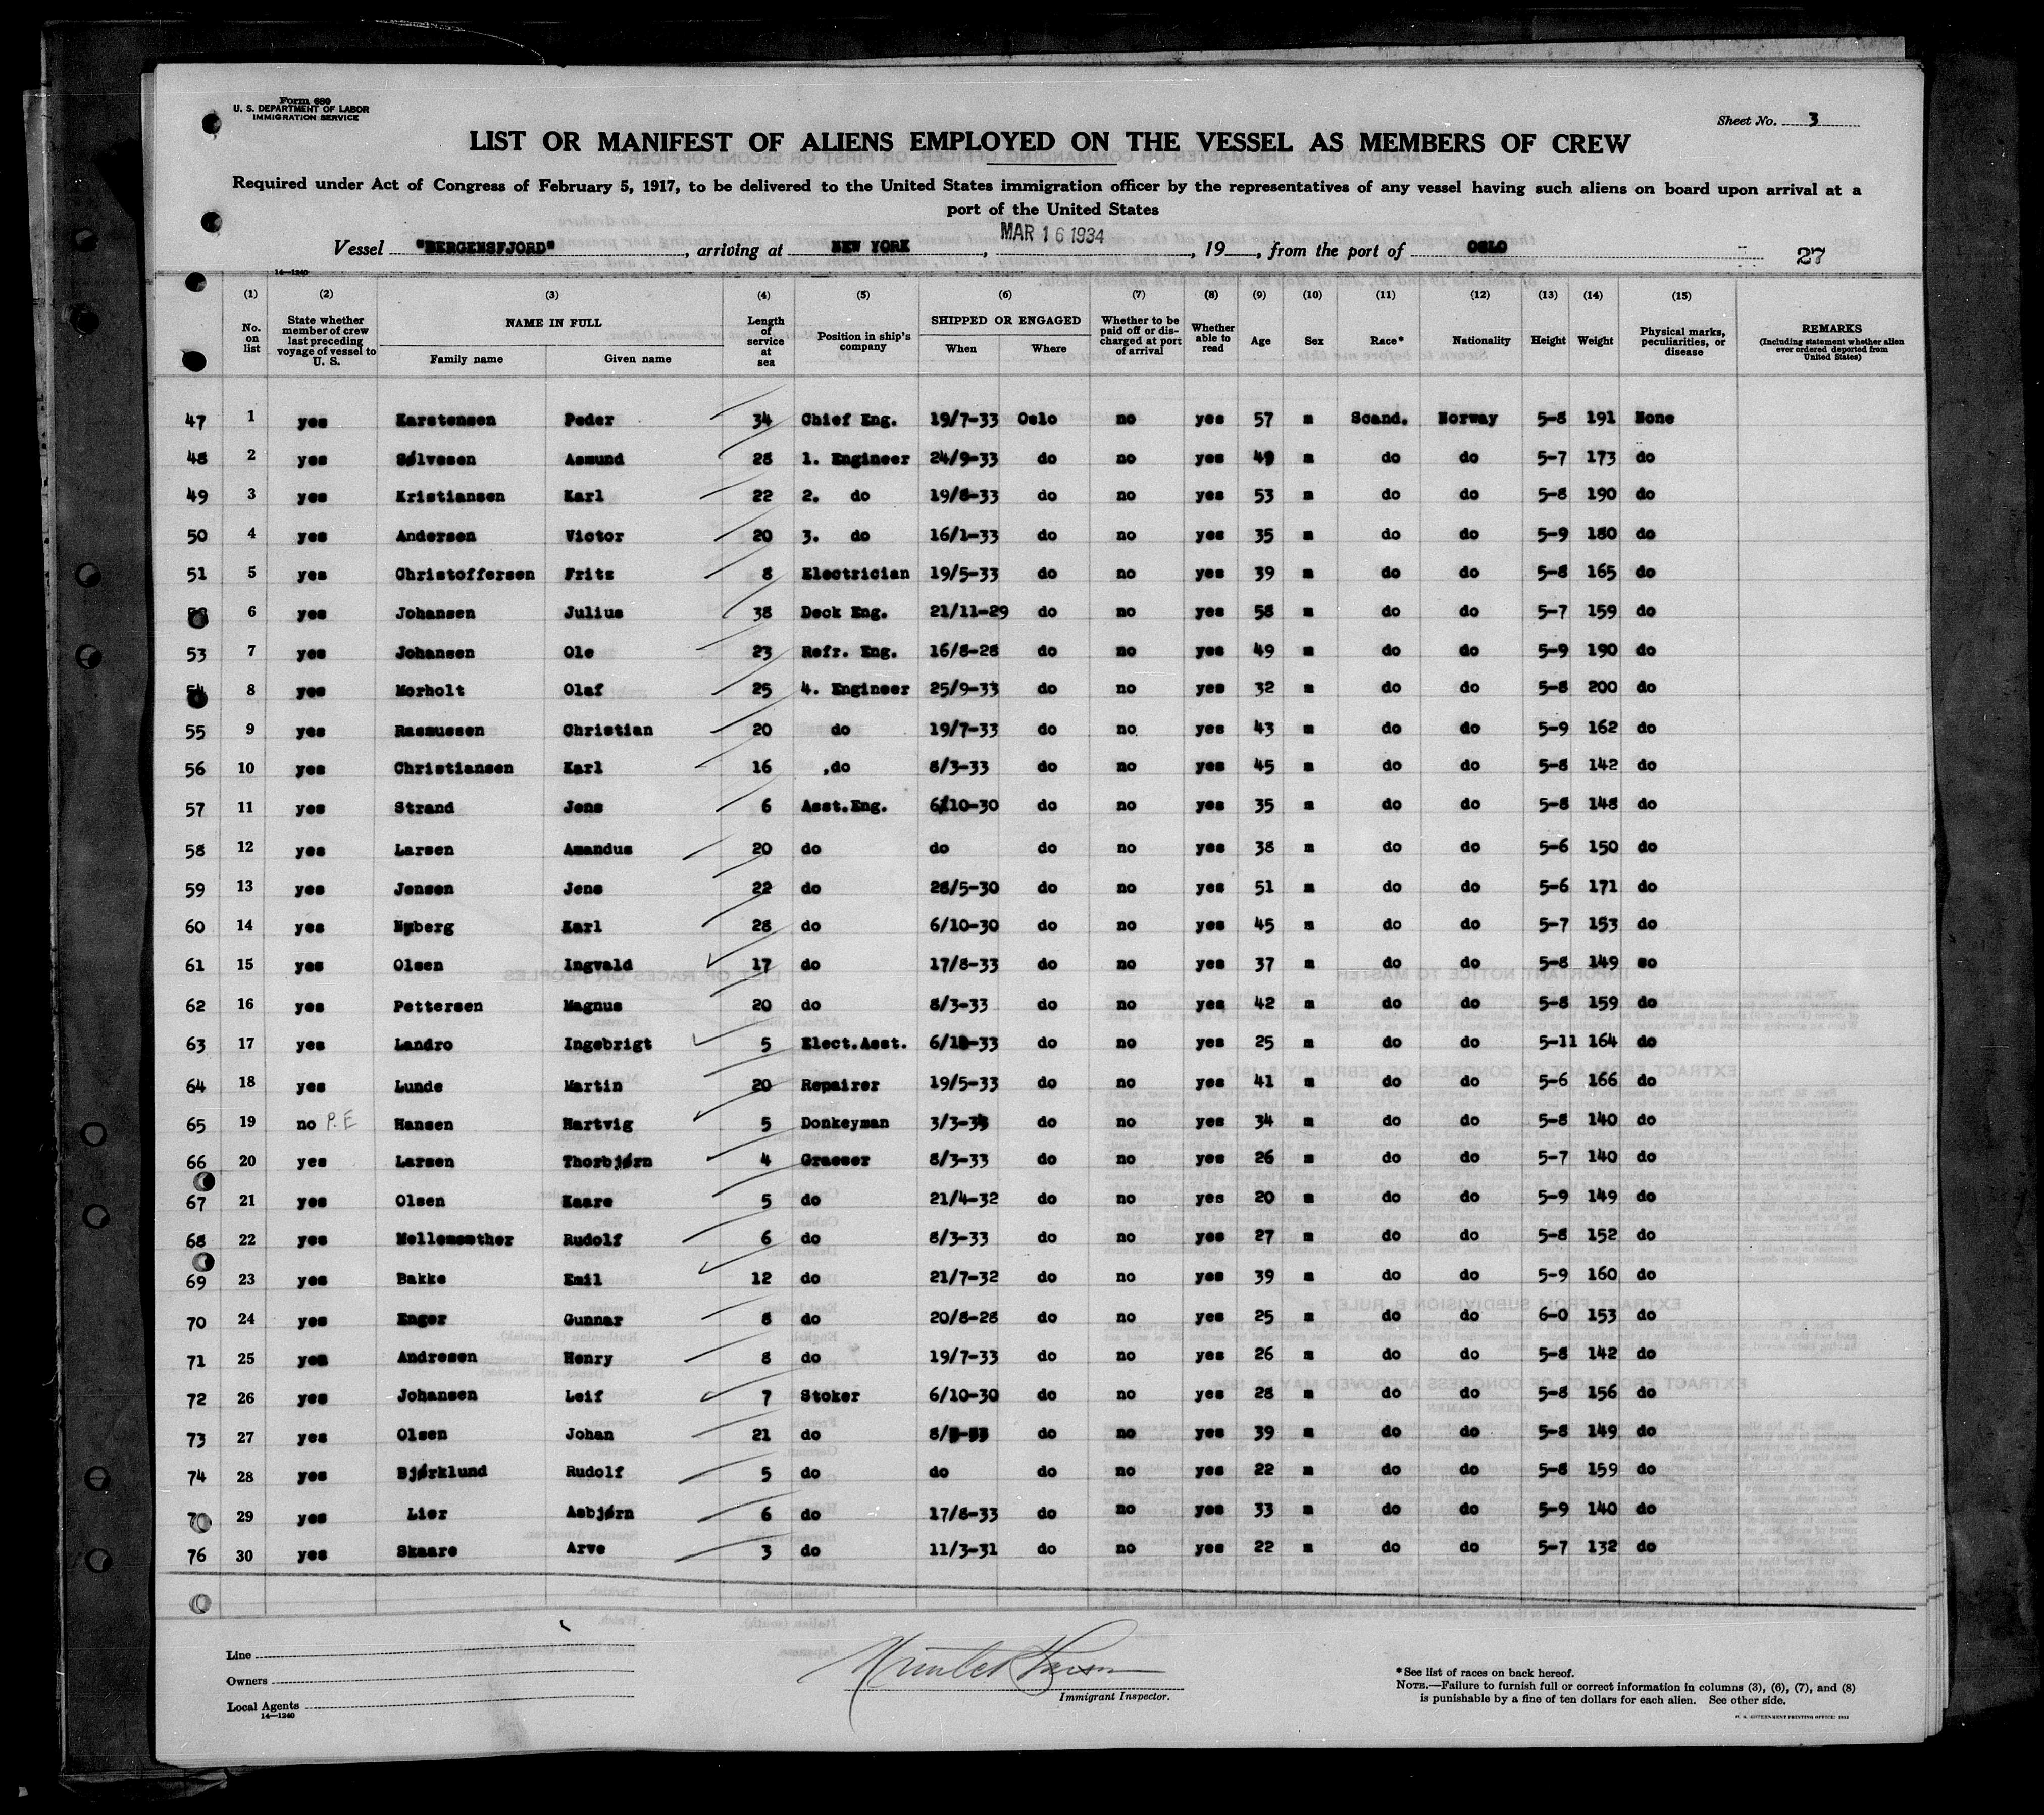 Form 680
U. S. DEPARTMENT OF LABOR
IMMIGRATION SERVICE
Sheet No. 3
LIST OR MANIFEST OF ALIENS EMPLOYED ON THE VESSEL AS MEMBERS OF CREW
Required under Act of Congress of February 5, 1917, to be delivered to the United States immigration officer by the representatives of any vessel having such aliens on board upon arrival at a
port of the United States
Vessel "BERGENSFJORD", arriving at NEW YORK, MAR 16 1934, 19, from the port of OSLO 27
14—1240
(1) (2) (3) (4) (5) (6) (7) (8) (9) (10) (11) (12) (13) (14) (15)
No. on list State whether member of crew last preceding voyage of vessel to U. S. NAME IN FULL Family name Given name Length of service at sea Position in ship's company SHIPPED OR ENGAGED When Where Whether to be paid off or discharged at port of arrival Whether able to read Age Sex Race* Nationality Height Weight Physical marks, peculiarities, or disease REMARKS (Including statement whether alien ever ordered deported from United States)
47 1 yes Karstensen Peder 34 Chief Eng. 19/7-33 Oslo no yes 57 m Scand. Norway 5-8 191 None
48 2 yes Sølvesen Asmund 28 1. Engineer 24/9-33 do no yes 49 m do do 5-7 173 do
49 3 yes Kristiansen Karl 22 2. do 19/8-33 do no yes 53 m do do 5-8 190 do
50 4 yes Andersen Victor 20 3. do 16/1-33 do no yes 35 m do do 5-9 180 do
51 5 yes Christoffersen Frits 8 Electrician 19/5-33 do no yes 39 m do do 5-8 165 do
6 yes Johansen Julius 38 Deck Eng. 21/11-29 do no yes 58 m do do 5-7 159 do
53 7 yes Johansen Ole 23 Refr. Eng. 16/8-28 do no yes 49 m do do 5-9 190 do
54 8 yes Morholt Olaf 25 4. Engineer 25/9-33 do no yes 32 m do do 5-8 200 do
55 9 yes Rasmussen Christian 20 do 19/7-33 do no yes 43 m do do 5-9 162 do
56 10 yes Christiansen Karl 16 ,do 8/3-33 do no yes 45 m do do 5-8 142 do
57 11 yes Strand Jens 6 Asst.Eng. 6/10-30 do no yes 35 m do do 5-8 148 do
58 12 yes Larsen Amandus 20 do do do no yes 38 m do do 5-6 150 do
59 13 yes Jensen Jens 22 do 28/5-30 do no yes 51 m do do 5-6 171 do
60 14 yes Karl 28 do 6/10-30 do no yes 45 m do do 5-7 153 do
61 15 yes Olsen Ingvald 17 do 17/8-33 do no yes 37 m do do 5-8 149 so
62 16 yes Pettersen Magnus 20 do 8/3-33 do no yes 42 m do do 5-8 159 do
63 17 yes Landro Ingebrigt 5 Elect.Asst. do no yes 25 m do do 5-11 164 do
64 18 yes Lunde Martin 20 Repairer 19/5-33 do no yes 41 m do do 5-6 166 do
65 19 no P.E Hansen Hartvig 5 Donkeyman 3/3-34 do no yes 34 m do do 5-8 140 do
66 20 yes Larsen Thorbjørn 4 Greaser 8/3-33 do no yes 26 m do do 5-7 140 do
67 21 yes Olsen Kaare 5 do 21/4-32 do no yes 20 m do do 5-9 149 do
68 22 yes Mellemsæther Rudolf 6 do 8/3-33 do no yes 27 m do do 5-8 152 do
69 23 yes Bakke Emil 12 do 21/7-32 do no yes 39 m do do 5-9 160 do
70 24 yes Enger Gunnar 8 do 20/8-28 do no yes 25 m do do 6-0 153 do
71 25 yes Andresen Henry 8 do 19/7-33 do no yes 26 m do do 5-8 142 do
72 26 yes Johansen Leif 7 Stoker 6/10-30 do no yes 28 m do do 5-8 156 do
73 27 yes Olsen Johan 21 do do no yes 39 m do do 5-8 149 do
74 28 yes Bjørklund Rudolf 5 do do do no yes 22 m do do 5-8 159 do
29 yes Lier Asbjørn 6 do 17/8-33 do no yes 33 m do do 5-9 140 do
76 30 yes Skaare Arve 3 do 11/3-31 do no yes 22 m do do 5-7 132 do
Line
Owners
Local Agents
14—1240
Immigrant Inspector.
*See list of races on back hereof.
NOTE.—Failure to furnish full or correct information in columns (3), (6), (7), and (8)
is punishable by a fine of ten dollars for each alien. See other side.